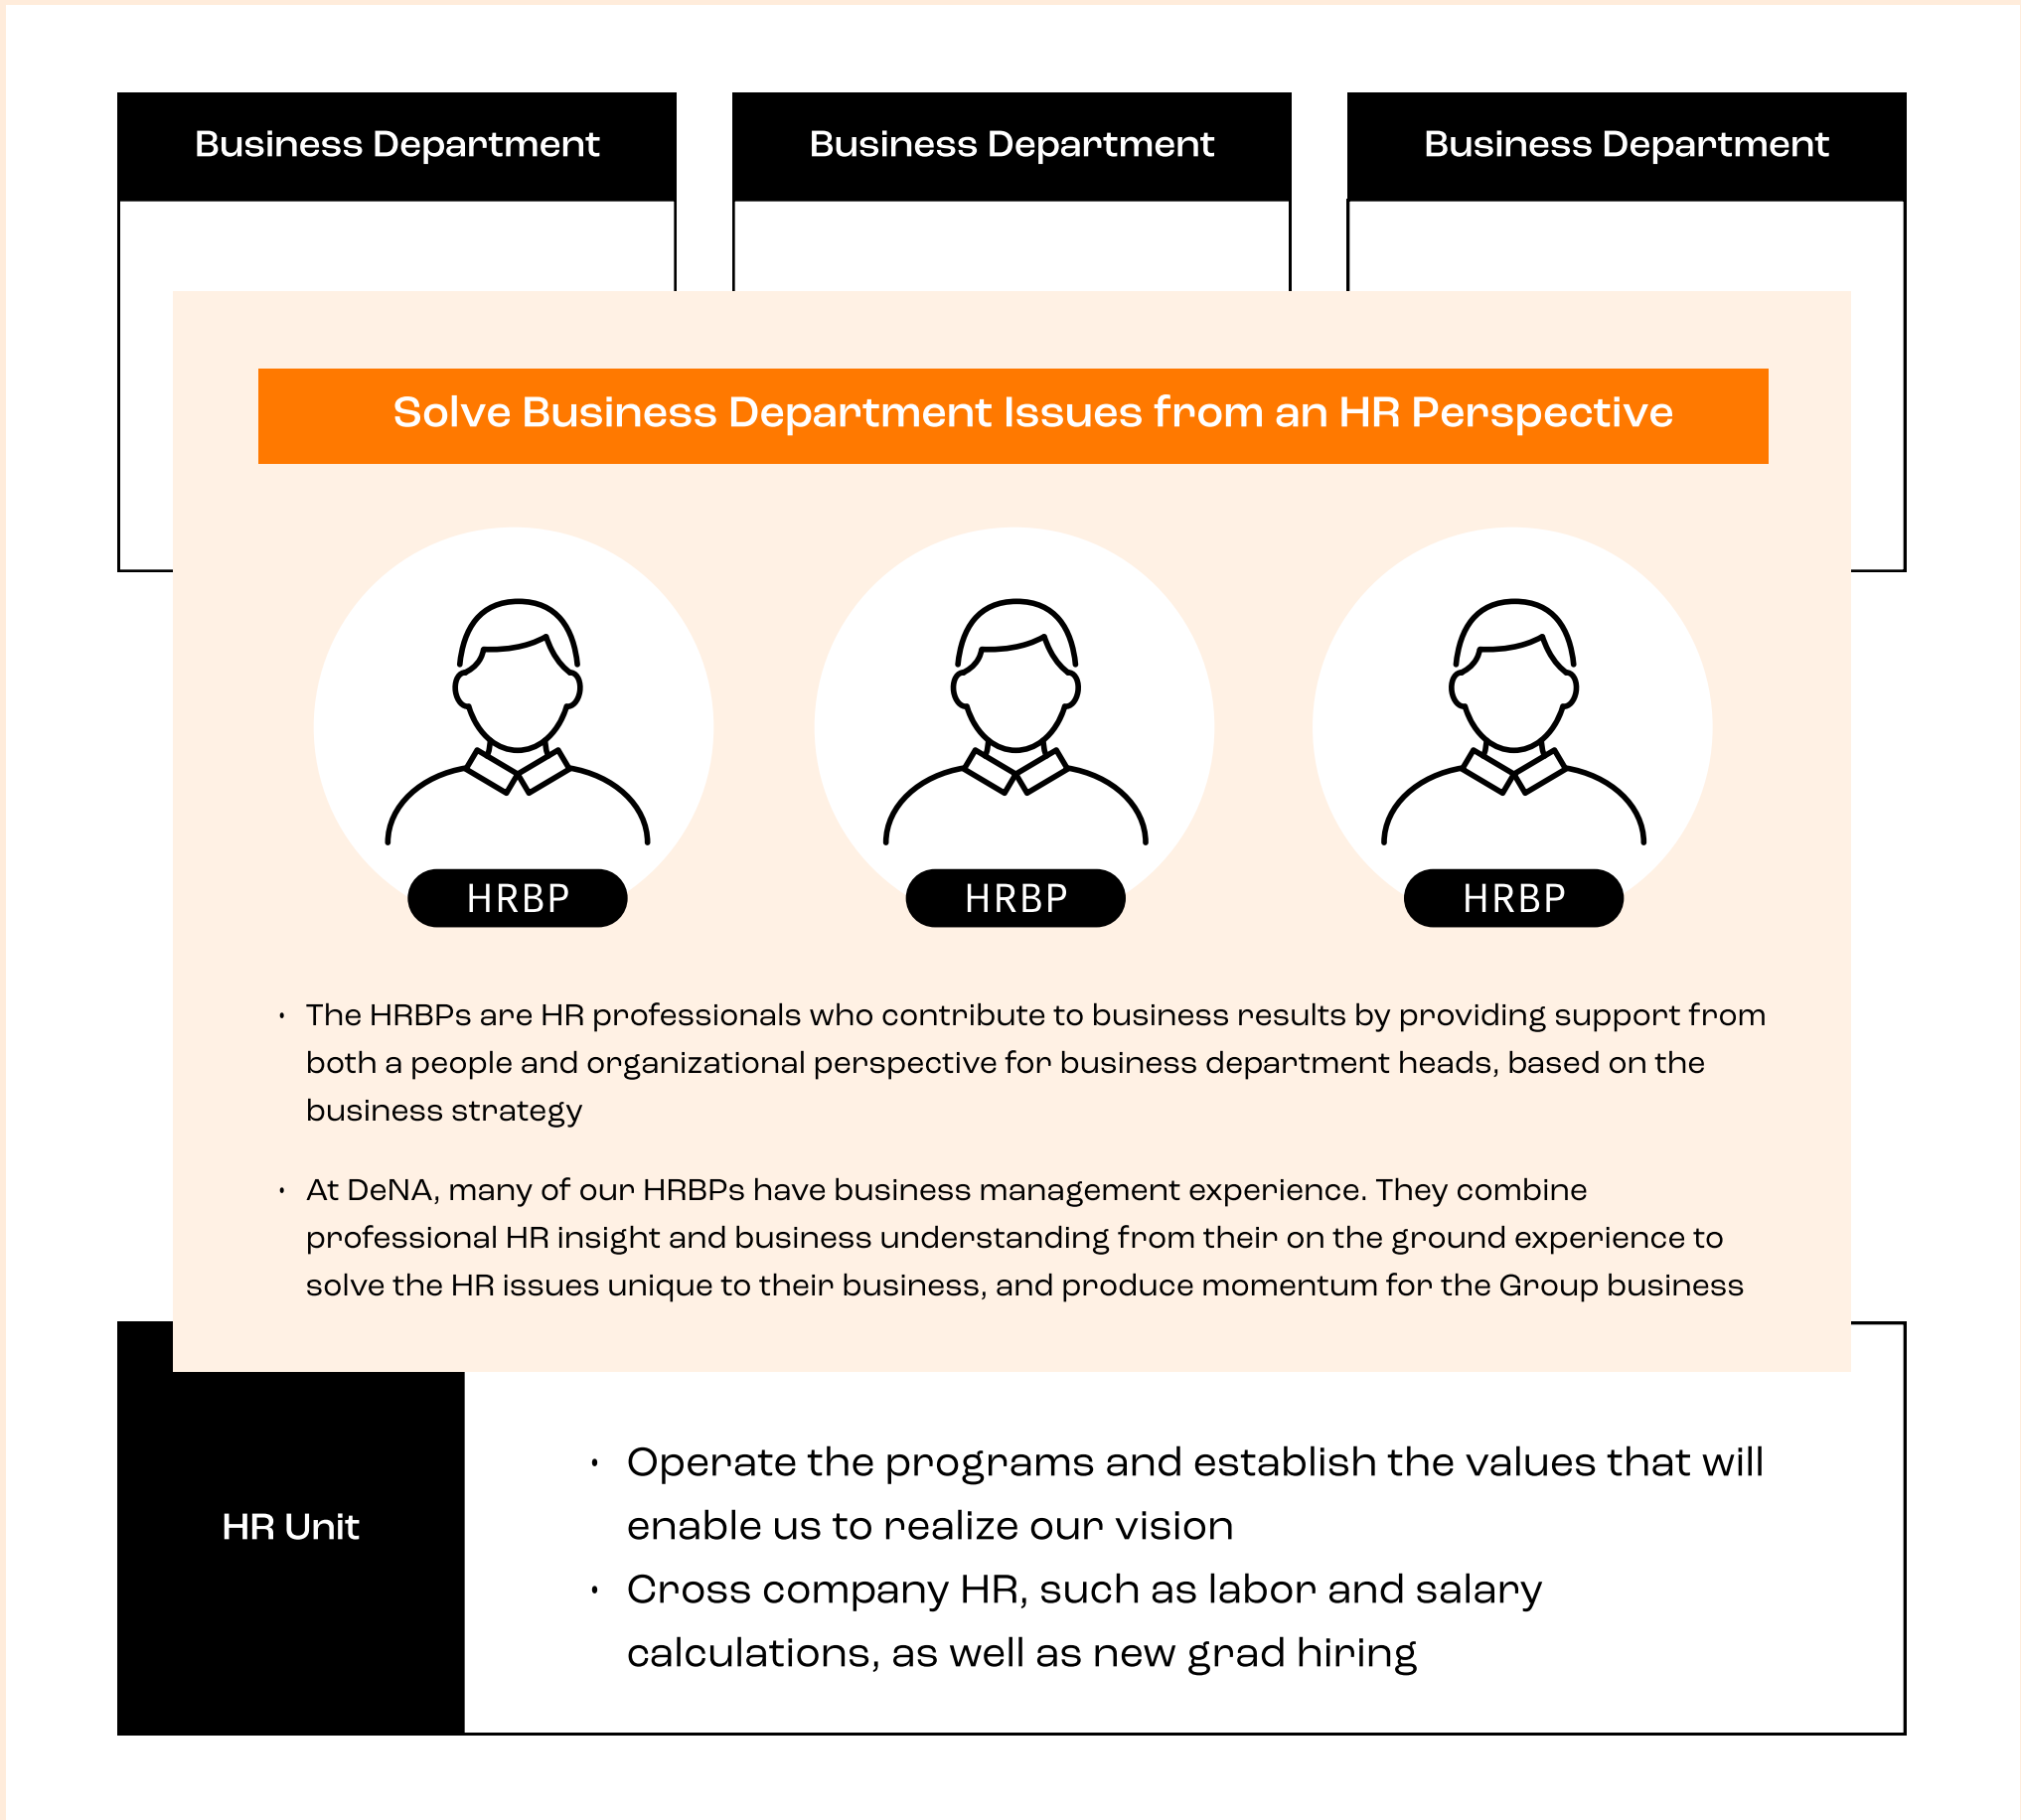 Business Department
Business Department
Business Department
Solve Business Department Issues from an HR Perspective
HRBP
HRBP
HRBP
・ The HRBPs are HR professionals who contribute to business results by providing support from
both a people and organizational perspective for business department heads, based on the
business strategy
・ At DeNA, many of our HRBPs have business management experience. They combine
professional HR insight and business understanding from their on the ground experience to
solve the HR issues unique to their business, and produce momentum for the Group business
HR Unit
・ Operate the programs and establish the values that will
enable us to realize our vision
・ Cross company HR, such as labor and salary
calculations, as well as new grad hiring